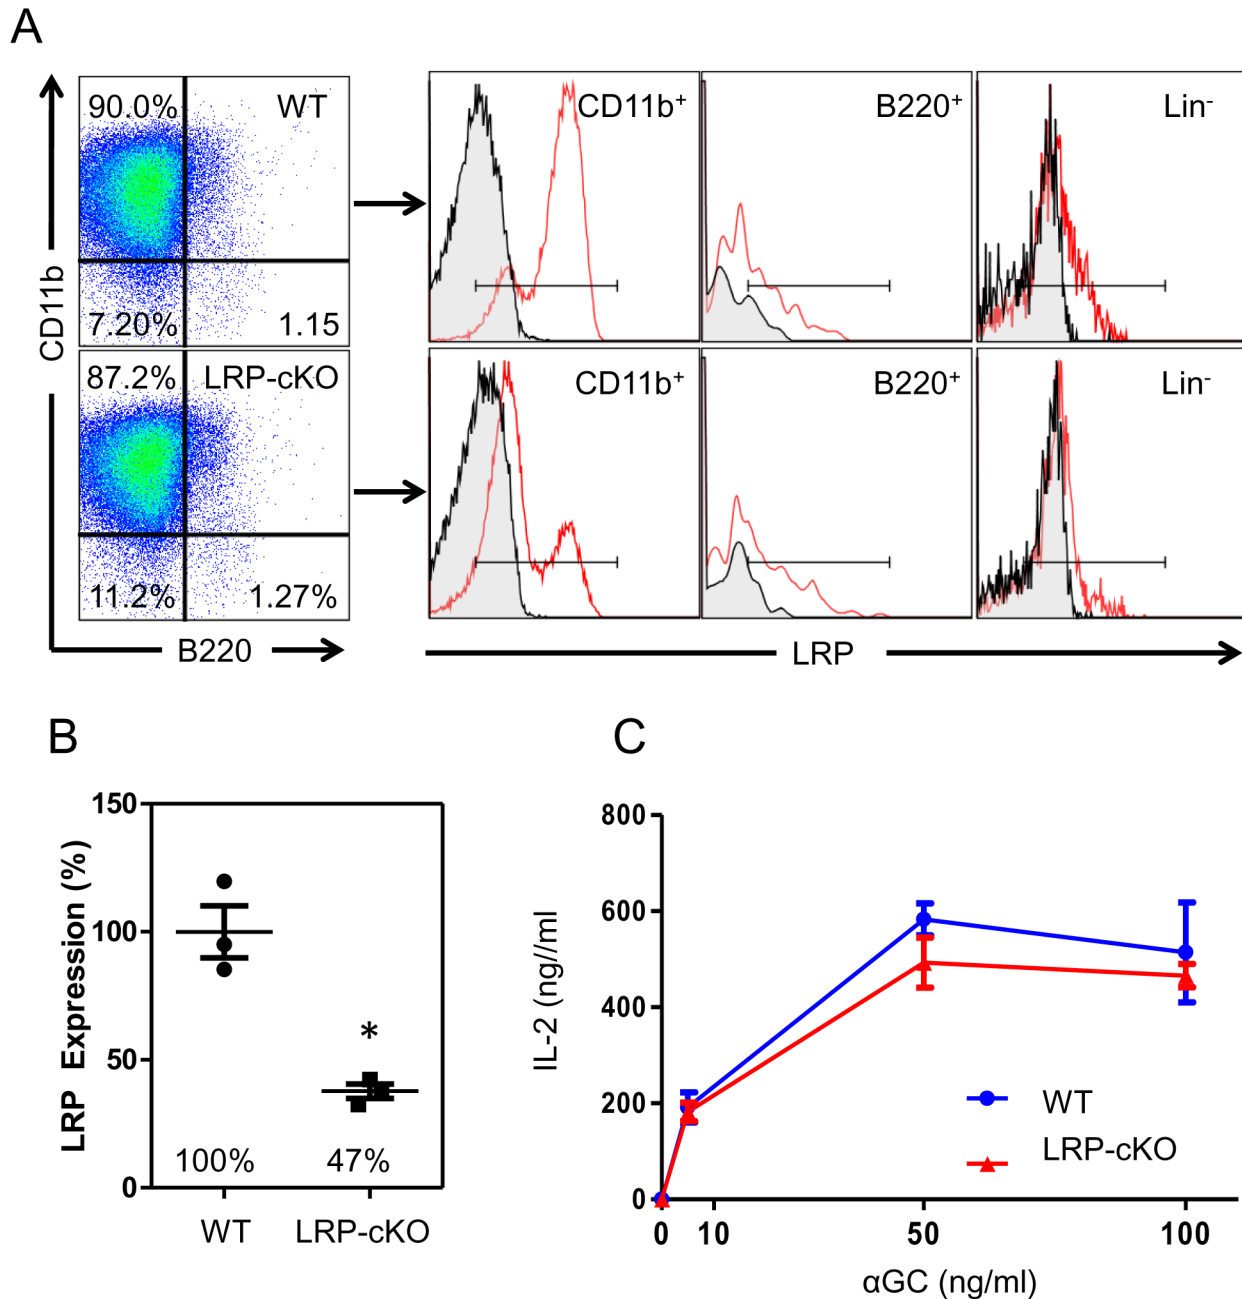 A
90.0% WT
7.20% 1.15
CD11b
87.2% LRP-cKO
11.2% 1.27%
B220
CD11b⁺ B220⁺ Lin⁻
CD11b⁺ B220⁺ Lin⁻
LRP
B
LRP Expression (%)
150
100
50
0
*
100% 47%
WT LRP-cKO
C
IL-2 (ng//ml
800
600
400
200
0
WT
LRP-cKO
0 10 50 100
αGC (ng/ml)